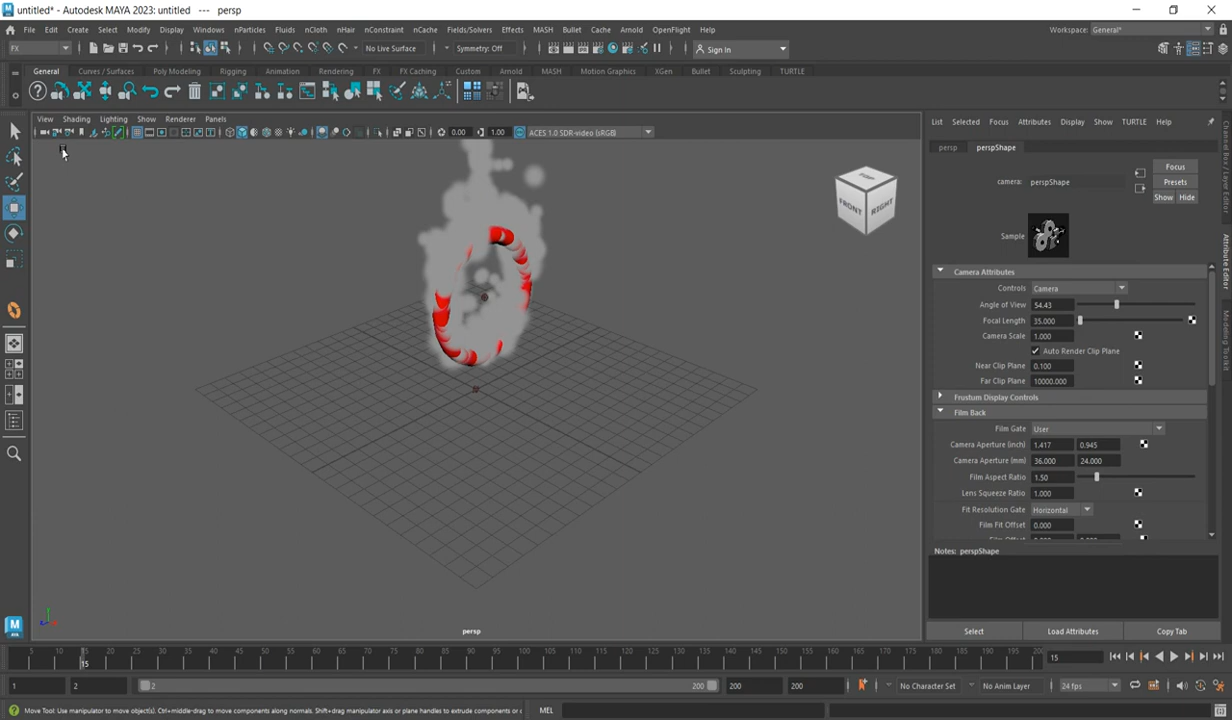 untitled* - Autodesk MAYA 2023: untitled --- persp
File Edit Create Select Modify Display Windows nParticles Fluids nCloth nHair nConstraint nCache Fields/Solvers Effects MASH Bullet Cache Arnold OpenFlight Help Workspace: General*
FX No Live Surface Symmetry: Off Sign In
General Curves / Surfaces Poly Modeling Rigging Animation Rendering FX FX Caching Custom Arnold MASH Motion Graphics XGen Bullet Sculpting TURTLE
View Shading Lighting Show Renderer Panels
0.00 1.00 ACES 1.0 SDR-video (sRGB)
TOP
FRONT RIGHT
persp
List Selected Focus Attributes Display Show TURTLE Help
persp perspShape
camera: perspShape
Focus
Presets
Show Hide
Sample
Camera Attributes
Controls Camera
Angle of View 54.43
Focal Length 35.000
Camera Scale 1.000
Auto Render Clip Plane
Near Clip Plane 0.100
Far Clip Plane 10000.000
Frustum Display Controls
Film Back
Film Gate User
Camera Aperture (inch) 1.417 0.945
Camera Aperture (mm) 36.000 24.000
Film Aspect Ratio 1.50
Lens Squeeze Ratio 1.000
Fit Resolution Gate Horizontal
Film Fit Offset 0.000
Notes: perspShape
Select Load Attributes Copy Tab
Channel Box / Layer Editor
Attribute Editor
Modeling Toolkit
5 10 15 20 25 30 35 40 45 50 55 60 65 70 75 80 85 90 95 100 105 110 115 120 125 130 135 140 145 150 155 160 165 170 175 180 185 190 195 200
15
15
1 2 2 200 200 200 No Character Set No Anim Layer 24 fps
Move Tool: Use manipulator to move object(s). Ctrl+middle-drag to move components along normals. Shift+drag manipulator axis or plane handles to extrude components or c
MEL